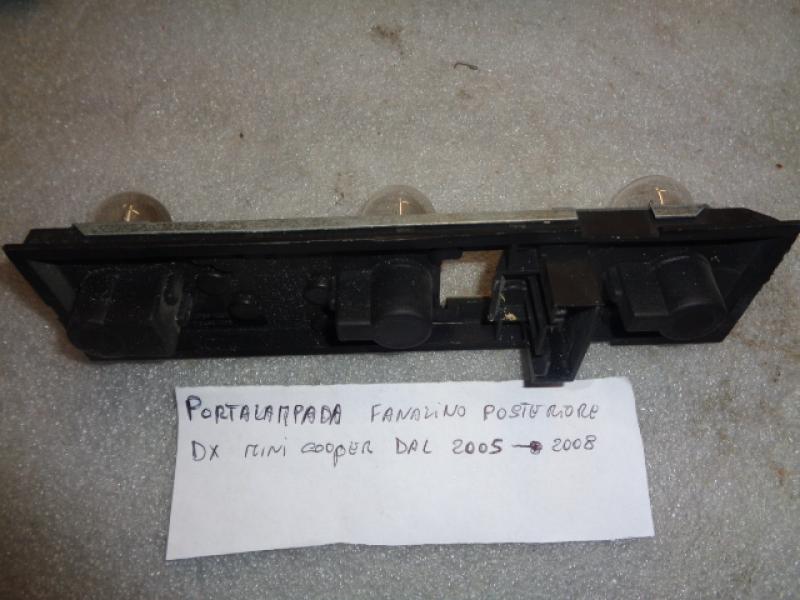 PORTALAMPADA FANALINO POSTERIORE
DX MINI COOPER DAL 2005 → 2008